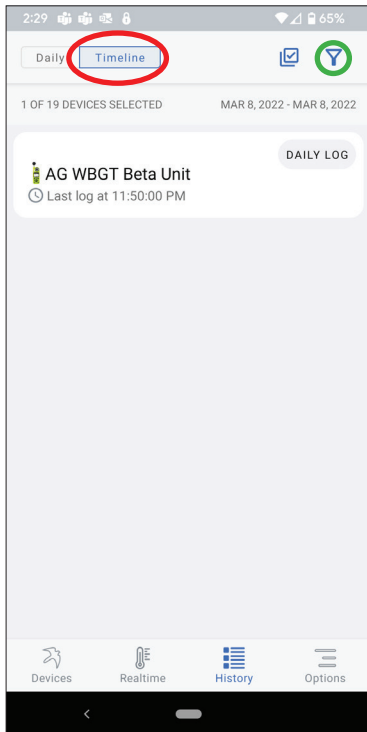 2:29 65%
Daily Timeline
1 OF 19 DEVICES SELECTED MAR 8, 2022 - MAR 8, 2022
DAILY LOG
AG WBGT Beta Unit
Last log at 11:50:00 PM
Devices Realtime History Options